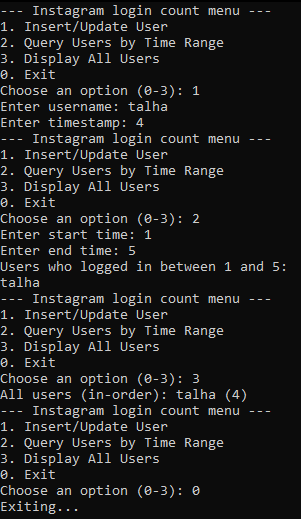 --- Instagram login count menu ---
1. Insert/Update User
2. Query Users by Time Range
3. Display All Users
0. Exit
Choose an option (0-3): 1
Enter username: talha
Enter timestamp: 4
--- Instagram login count menu ---
1. Insert/Update User
2. Query Users by Time Range
3. Display All Users
0. Exit
Choose an option (0-3): 2
Enter start time: 1
Enter end time: 5
Users who logged in between 1 and 5:
talha
--- Instagram login count menu ---
1. Insert/Update User
2. Query Users by Time Range
3. Display All Users
0. Exit
Choose an option (0-3): 3
All users (in-order): talha (4)
--- Instagram login count menu ---
1. Insert/Update User
2. Query Users by Time Range
3. Display All Users
0. Exit
Choose an option (0-3): 0
Exiting...